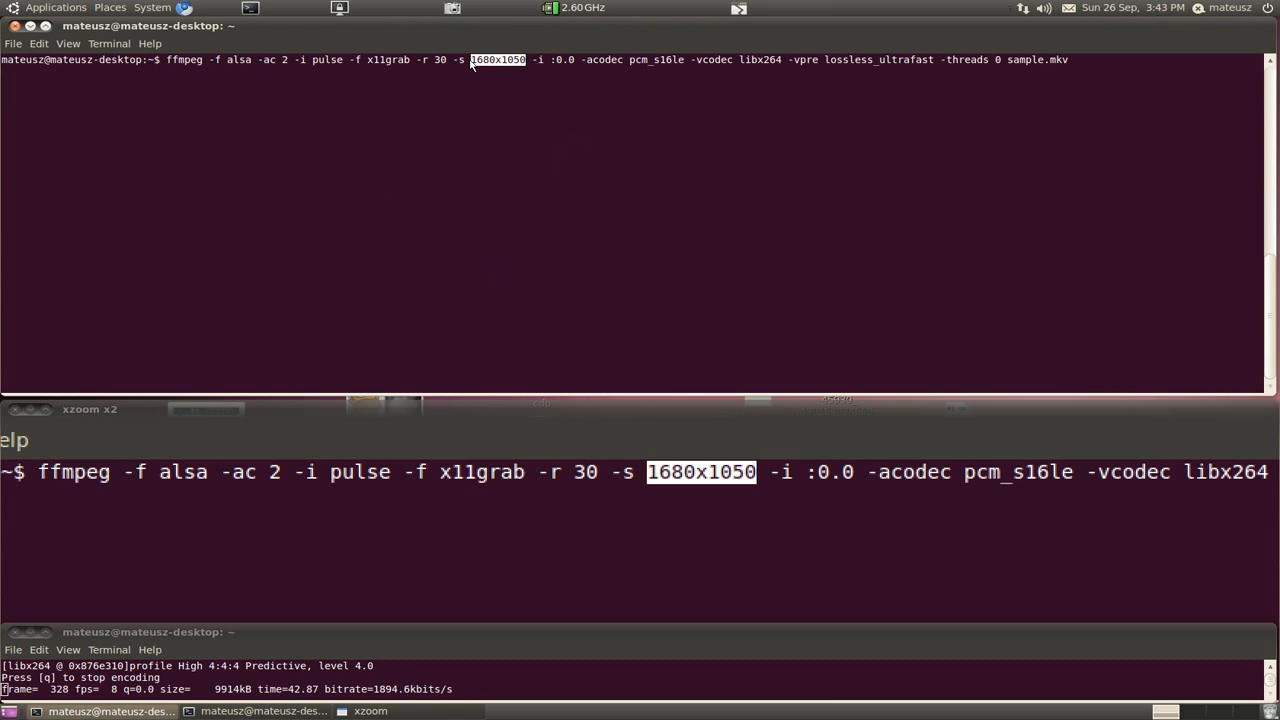 Applications Places System 2.60GHz Sun 26 Sep, 3:43 PM mateusz
mateusz@mateusz-desktop: ~
File Edit View Terminal Help
mateusz@mateusz-desktop:~$ ffmpeg -f alsa -ac 2 -i pulse -f x11grab -r 30 -s 1680x1050 -i :0.0 -acodec pcm_s16le -vcodec libx264 -vpre lossless_ultrafast -threads 0 sample.mkv
xzoom x2
elp
~$ ffmpeg -f alsa -ac 2 -i pulse -f x11grab -r 30 -s 1680x1050 -i :0.0 -acodec pcm_s16le -vcodec libx264
mateusz@mateusz-desktop: ~
File Edit View Terminal Help
[libx264 @ 0x876e310]profile High 4:4:4 Predictive, level 4.0
Press [q] to stop encoding
frame= 328 fps= 8 q=0.0 size= 9914kB time=42.87 bitrate=1894.6kbits/s
mateusz@mateusz-des... mateusz@mateusz-des... xzoom